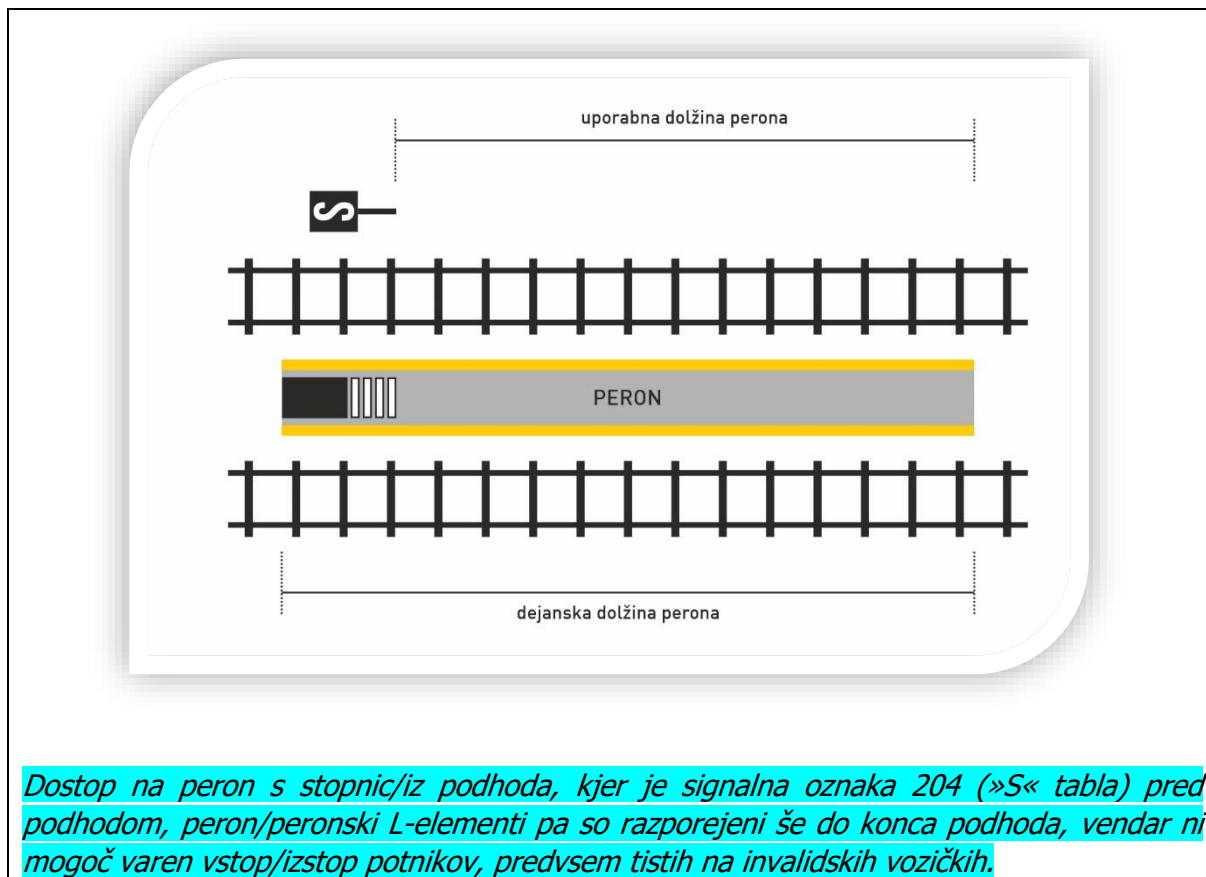 uporabna dolžina perona
S
PERON
dejanska dolžina perona
Dostop na peron s stopnic/iz podhoda, kjer je signalna oznaka 204 (»S« tabla) pred
podhodom, peron/peronski L-elementi pa so razporejeni še do konca podhoda, vendar ni
mogoč varen vstop/izstop potnikov, predvsem tistih na invalidskih vozičkih.